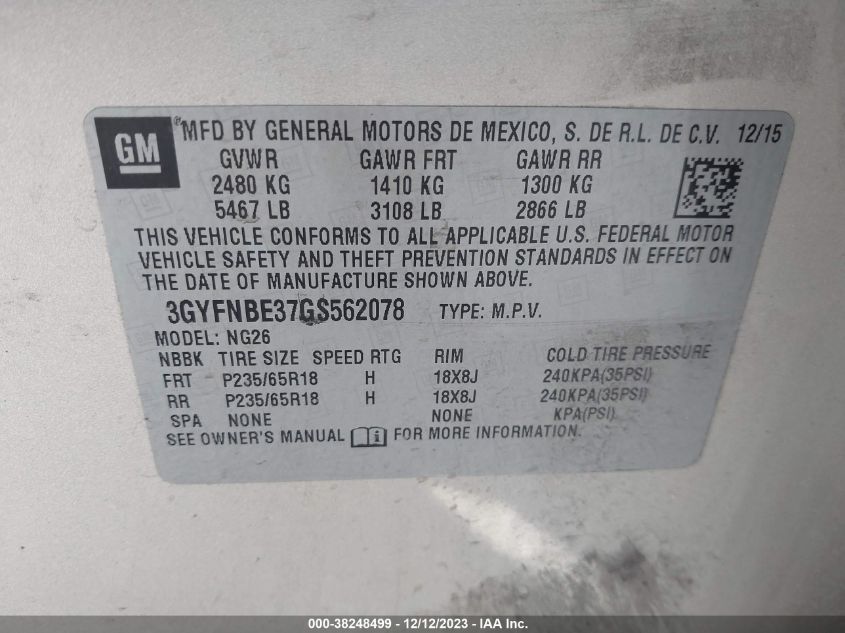 GM ® MFD BY GENERAL MOTORS DE MEXICO, S. DE R.L. DE C.V. 12/15
GVWR GAWR FRT GAWR RR
2480 KG 1410 KG 1300 KG
5467 LB 3108 LB 2866 LB
THIS VEHICLE CONFORMS TO ALL APPLICABLE U.S. FEDERAL MOTOR
VEHICLE SAFETY AND THEFT PREVENTION STANDARDS IN EFFECT ON
THE DATE OF MANUFACTURE SHOWN ABOVE.
3GYFNBE37GS562078 TYPE: M.P.V.
MODEL: NG26
NBBK TIRE SIZE SPEED RTG RIM COLD TIRE PRESSURE
FRT P235/65R18 H 18X8J 240KPA(35PSI)
RR P235/65R18 H 18X8J 240KPA(35PSI)
SPA NONE NONE KPA(PSI)
SEE OWNER'S MANUAL FOR MORE INFORMATION.
000-38248499 - 12/12/2023 - IAA Inc.